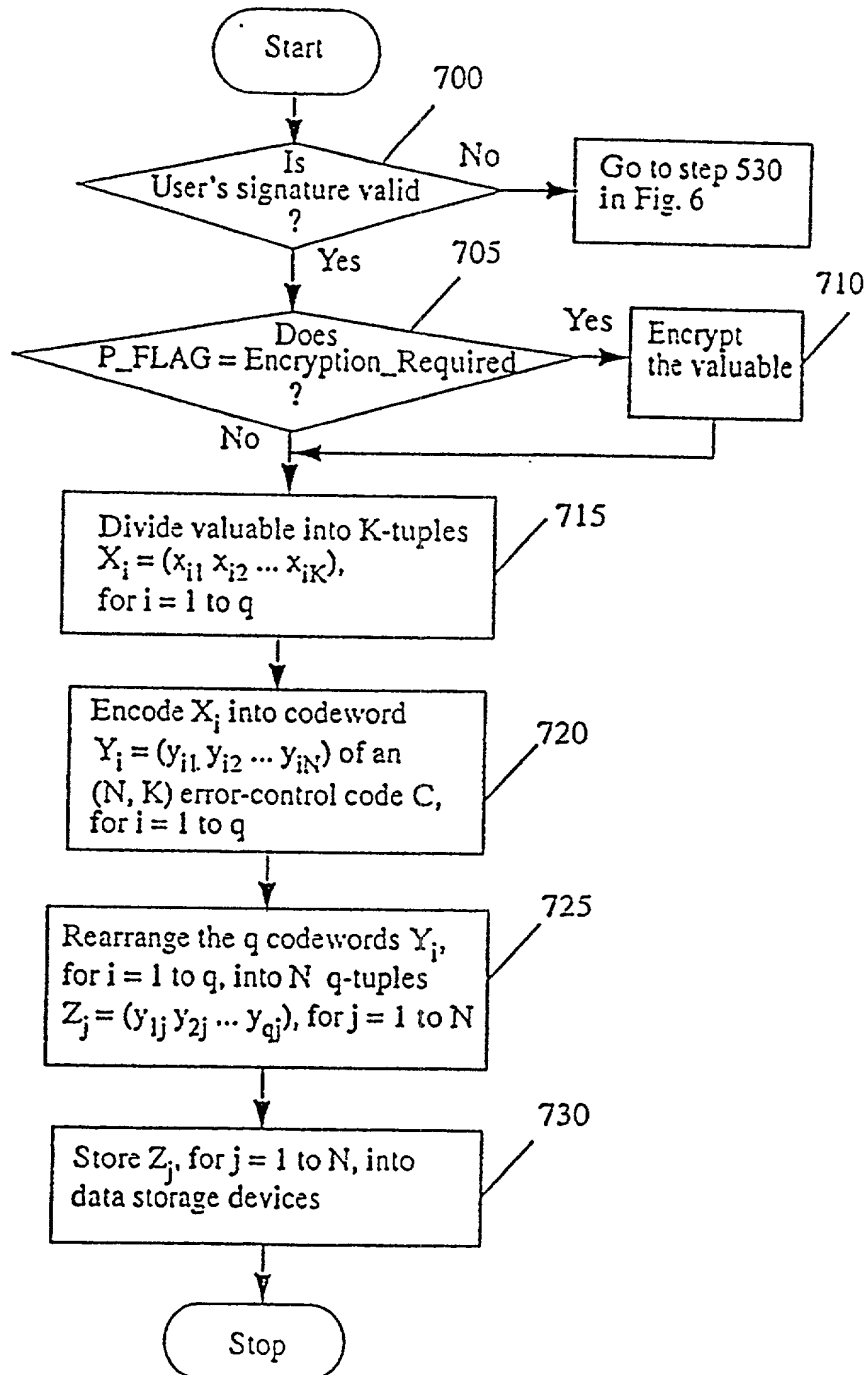 Start
700
Is
User's signature valid
?
No
Go to step 530
in Fig. 6
Yes
705
Does
P_FLAG = Encryption_Required
?
Yes
710
Encrypt
the valuable
No
Divide valuable into K-tuples
X_i = (x_i1 x_i2 ... x_iK),
for i = 1 to q
715
Encode X_i into codeword
Y_i = (y_i1 y_i2 ... y_iN) of an
(N, K) error-control code C,
for i = 1 to q
720
Rearrange the q codewords Y_i,
for i = 1 to q, into N q-tuples
Z_j = (y_1j y_2j ... y_qj), for j = 1 to N
725
Store Z_j, for j = 1 to N, into
data storage devices
730
Stop